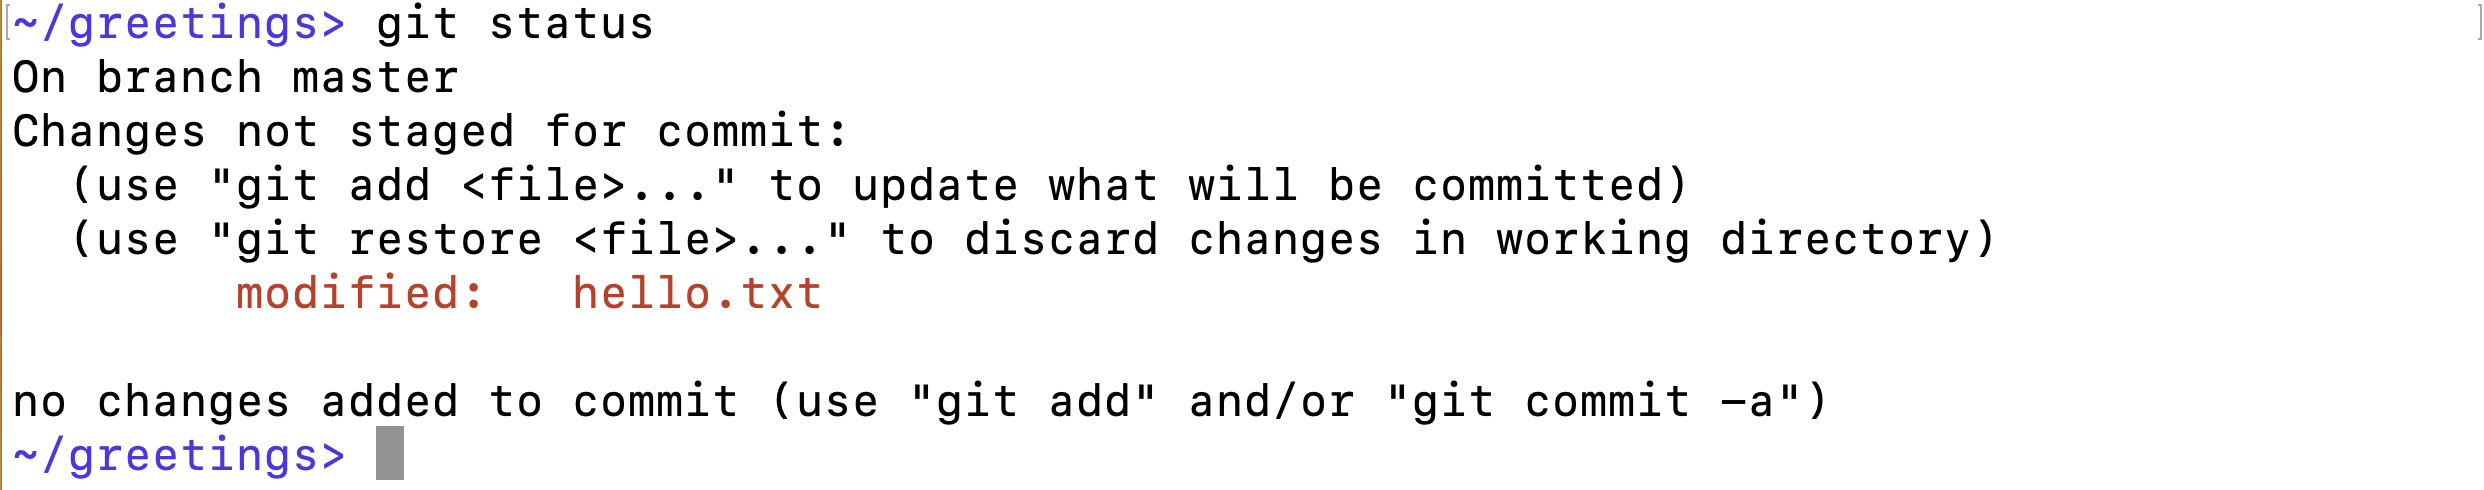 ~/greetings> git status
On branch master
Changes not staged for commit:
  (use "git add <file>..." to update what will be committed)
  (use "git restore <file>..." to discard changes in working directory)
        modified:   hello.txt

no changes added to commit (use "git add" and/or "git commit -a")
~/greetings>